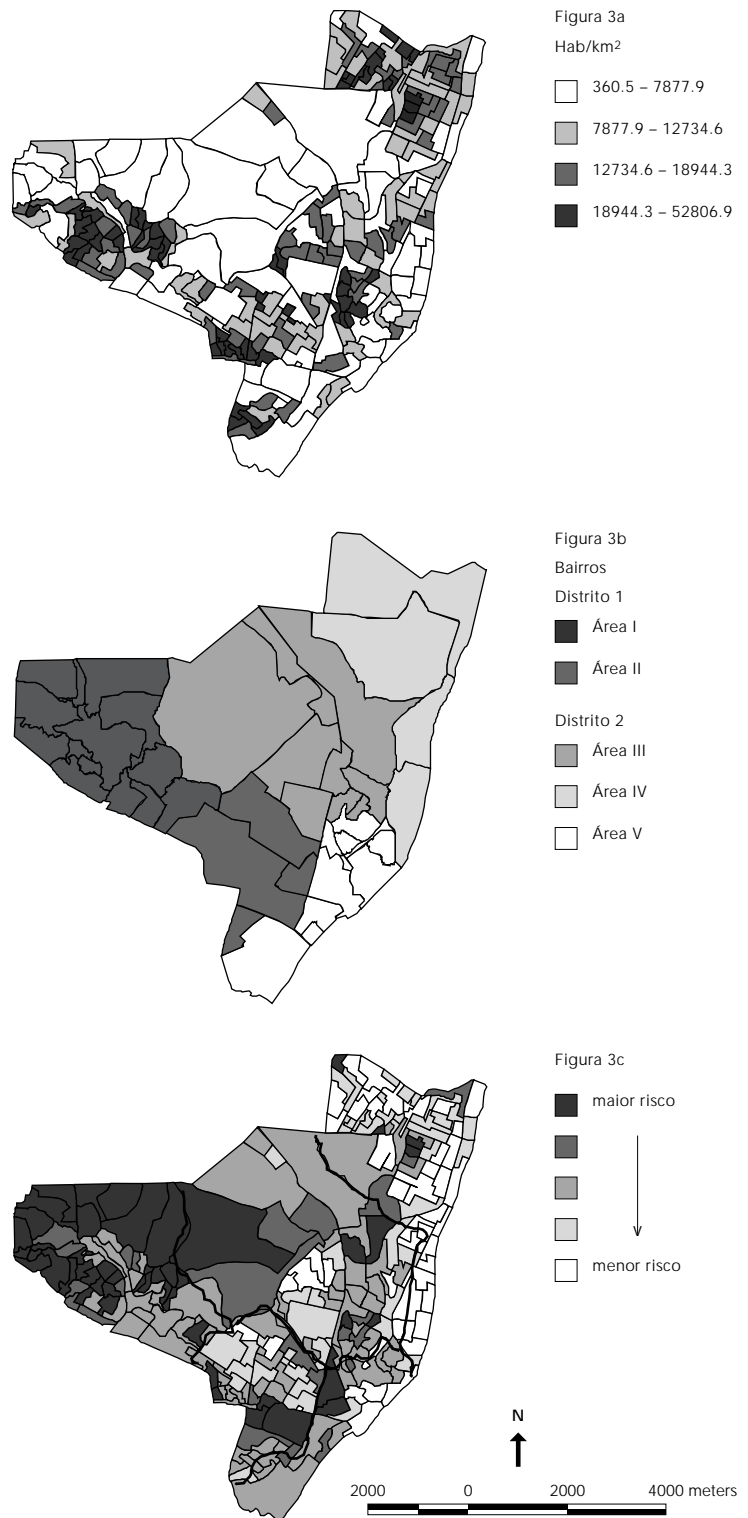 Figura 3a
Hab/km²
360.5 – 7877.9
7877.9 – 12734.6
12734.6 – 18944.3
18944.3 – 52806.9
Figura 3b
Bairros
Distrito 1
Área I
Área II
Distrito 2
Área III
Área IV
Área V
Figura 3c
maior risco
menor risco
N
2000 0 2000 4000 meters